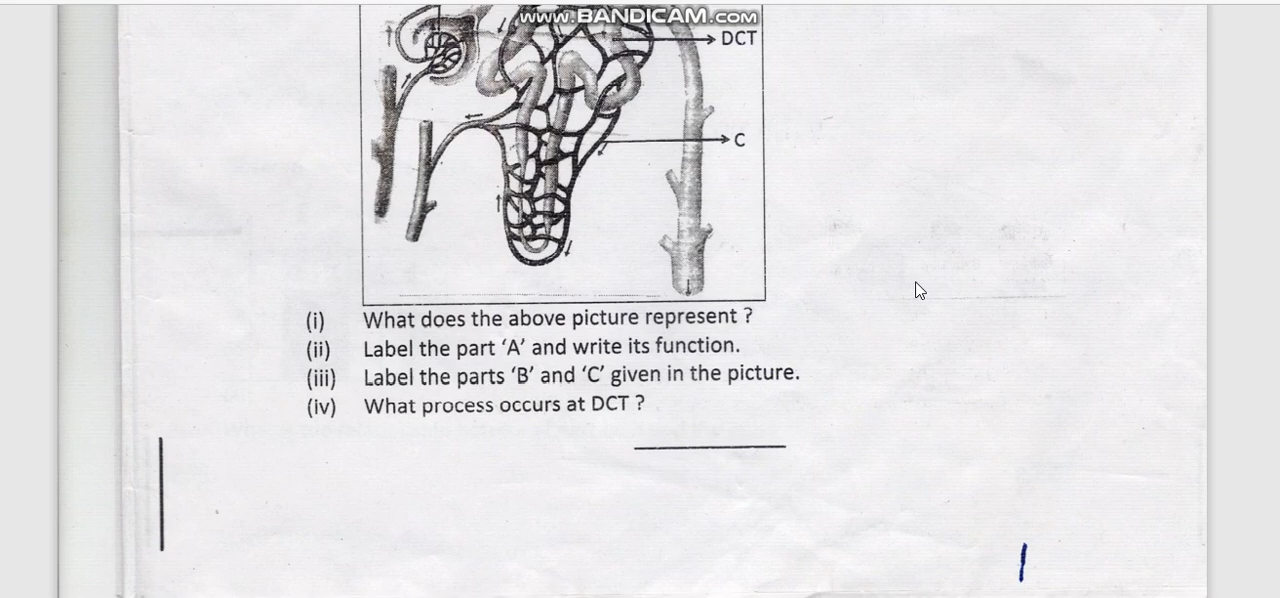 www.BANDICAM.com
DCT
C
(i) What does the above picture represent ?
(ii) Label the part ‘A’ and write its function.
(iii) Label the parts ‘B’ and ‘C’ given in the picture.
(iv) What process occurs at DCT ?